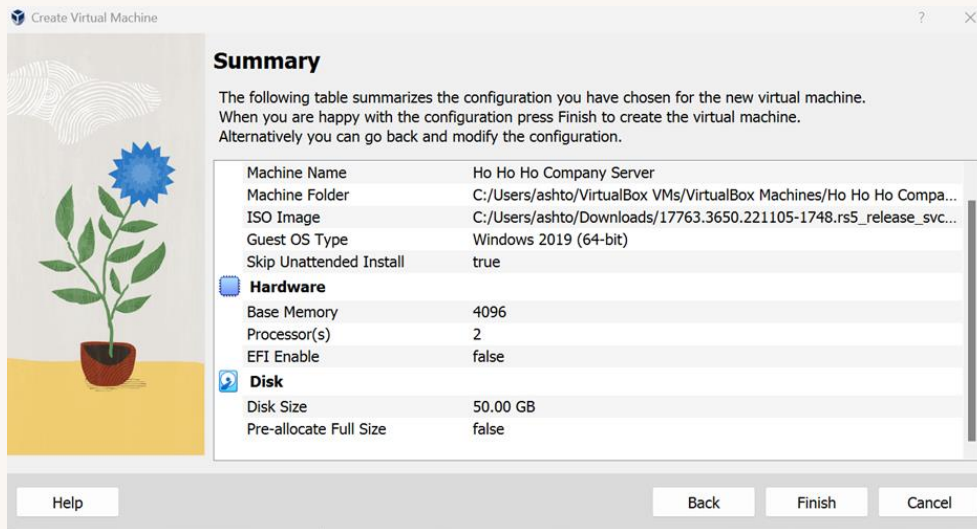 Create Virtual Machine
Summary
The following table summarizes the configuration you have chosen for the new virtual machine.
When you are happy with the configuration press Finish to create the virtual machine.
Alternatively you can go back and modify the configuration.
Machine Name Ho Ho Ho Company Server
Machine Folder C:/Users/ashto/VirtualBox VMs/VirtualBox Machines/Ho Ho Ho Compa...
ISO Image C:/Users/ashto/Downloads/17763.3650.221105-1748.rs5_release_svc...
Guest OS Type Windows 2019 (64-bit)
Skip Unattended Install true
Hardware
Base Memory 4096
Processor(s) 2
EFI Enable false
Disk
Disk Size 50.00 GB
Pre-allocate Full Size false
Help Back Finish Cancel